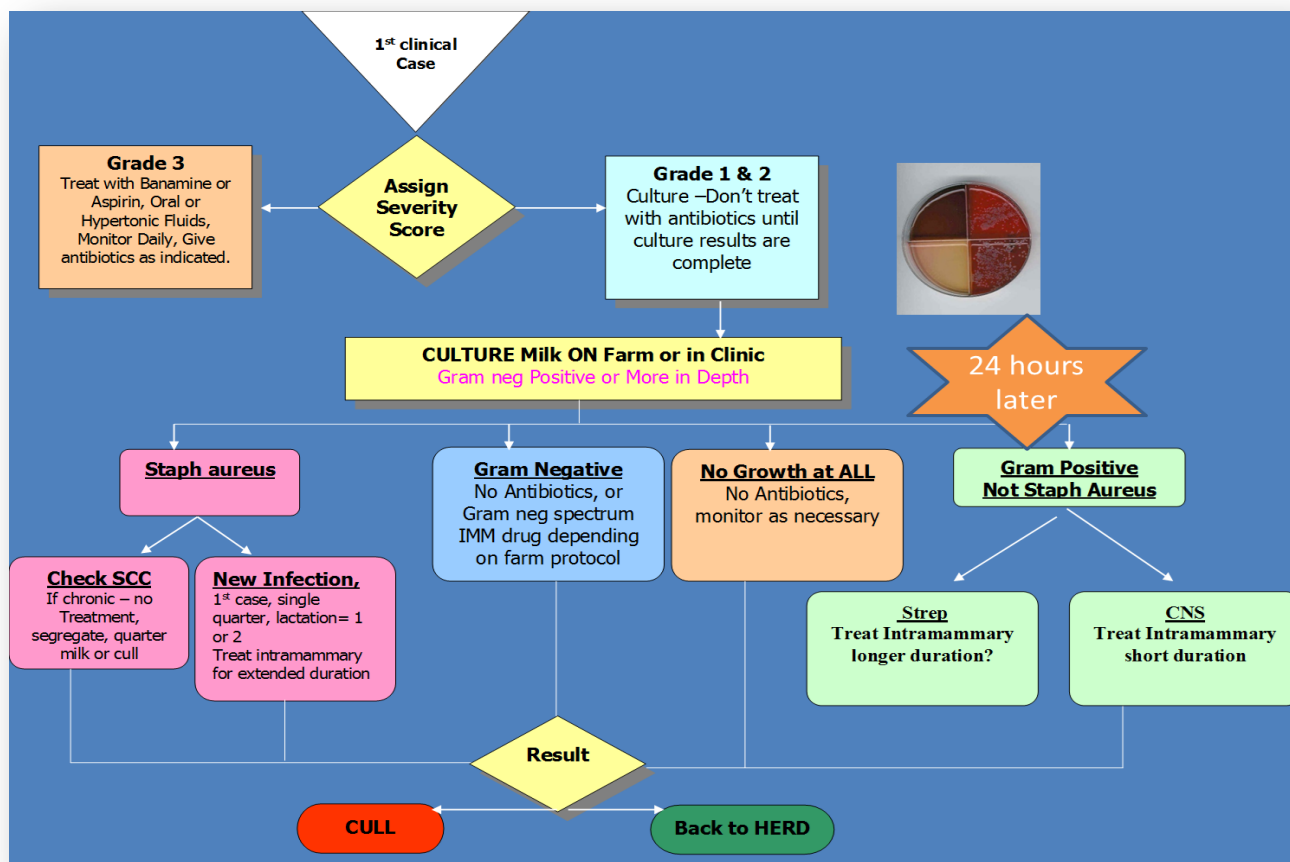 1st clinical
Case
Grade 3
Treat with Banamine or
Aspirin, Oral or
Hypertonic Fluids,
Monitor Daily, Give
antibiotics as indicated.
Assign
Severity
Score
Grade 1 & 2
Culture –Don’t treat
with antibiotics until
culture results are
complete
CULTURE Milk ON Farm or in Clinic
Gram neg Positive or More in Depth
24 hours
later
Staph aureus
Gram Negative
No Antibiotics, or
Gram neg spectrum
IMM drug depending
on farm protocol
No Growth at ALL
No Antibiotics,
monitor as necessary
Gram Positive
Not Staph Aureus
Check SCC
If chronic – no
Treatment,
segregate, quarter
milk or cull
New Infection,
1st case, single
quarter, lactation= 1
or 2
Treat intramammary
for extended duration
Strep
Treat Intramammary
longer duration?
CNS
Treat Intramammary
short duration
Result
CULL
Back to HERD